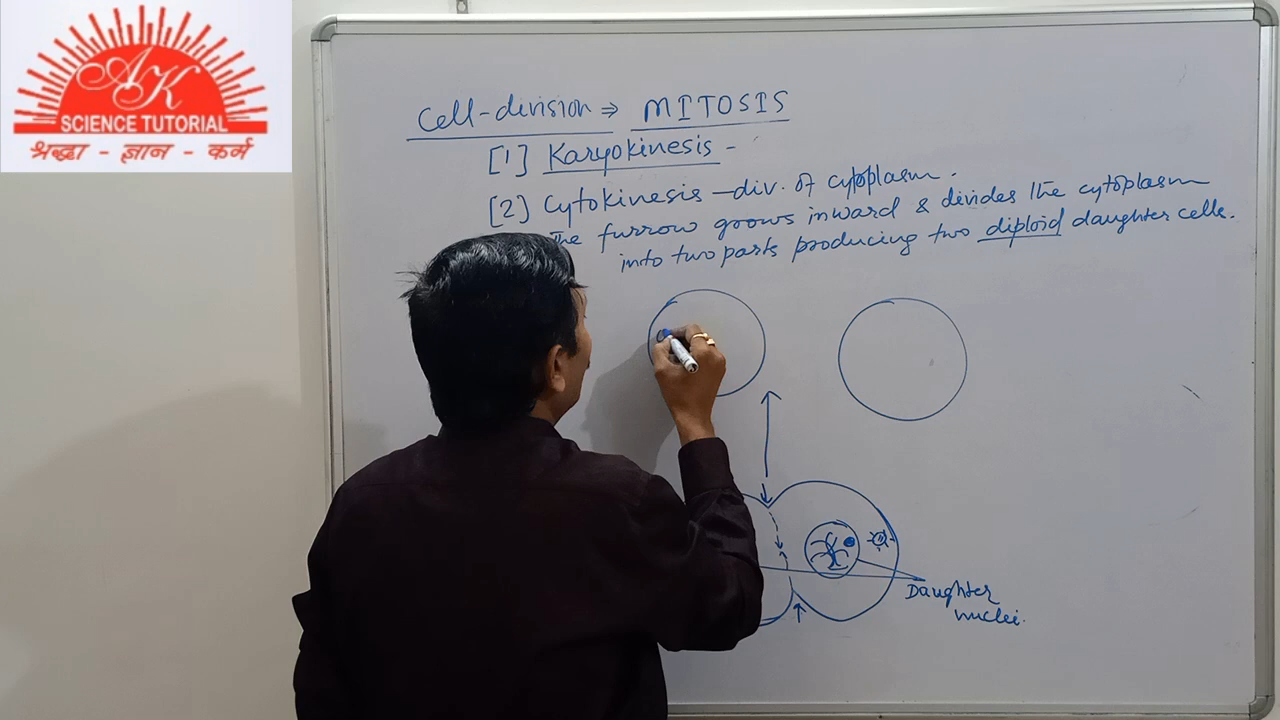 AK
SCIENCE TUTORIAL
श्रद्धा - ज्ञान - कर्म
Cell-division ⇒ MITOSIS
[1] Karyokinesis -
[2] Cytokinesis - div. of cytoplasm.
The furrow grows inward & divides the cytoplasm
into two parts producing two diploid daughter cells.
Daughter
nuclei.